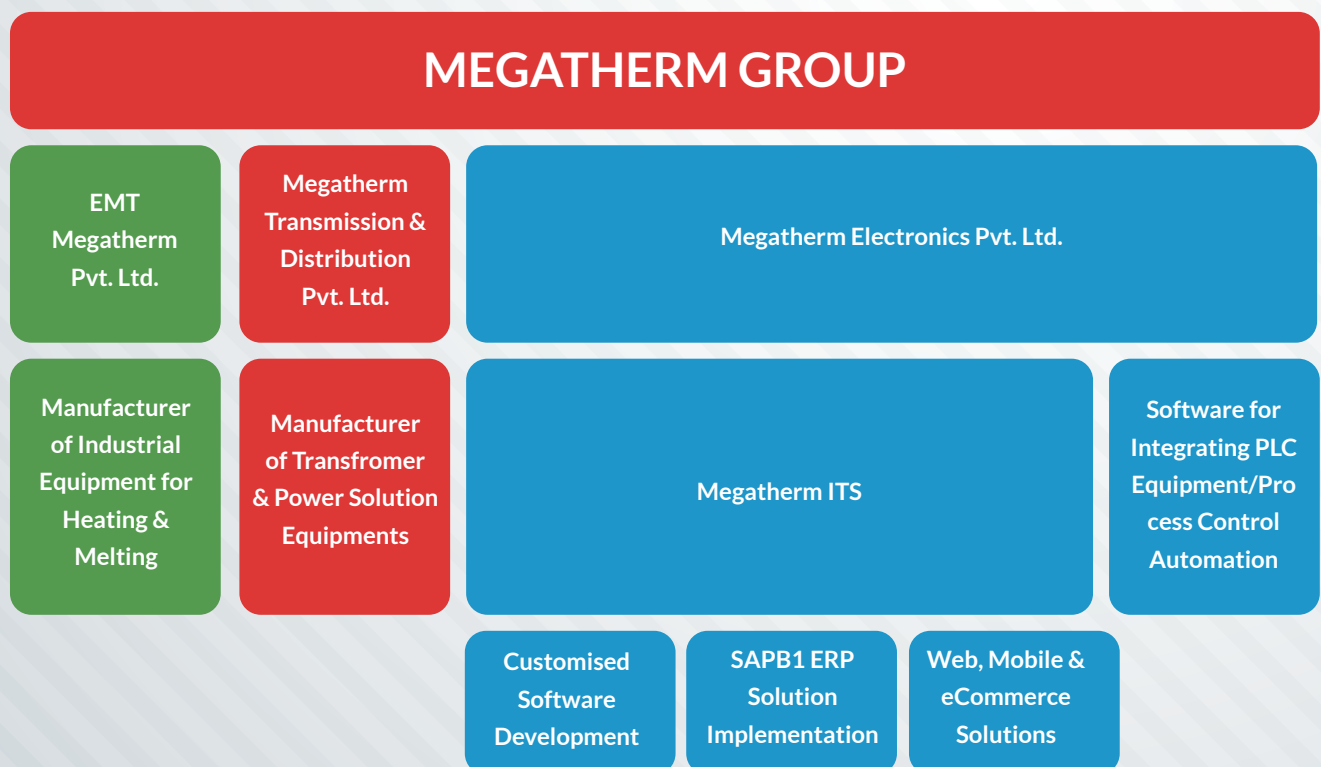 MEGATHERM GROUP
EMT
Megatherm
Pvt. Ltd.
Megatherm
Transmission &
Distribution
Pvt. Ltd.
Megatherm Electronics Pvt. Ltd.
Manufacturer
of Industrial
Equipment for
Heating &
Melting
Manufacturer
of Transfromer
& Power Solution
Equipments
Megatherm ITS
Software for
Integrating PLC
Equipment/Pro
cess Control
Automation
Customised
Software
Development
SAPB1 ERP
Solution
Implementation
Web, Mobile &
eCommerce
Solutions